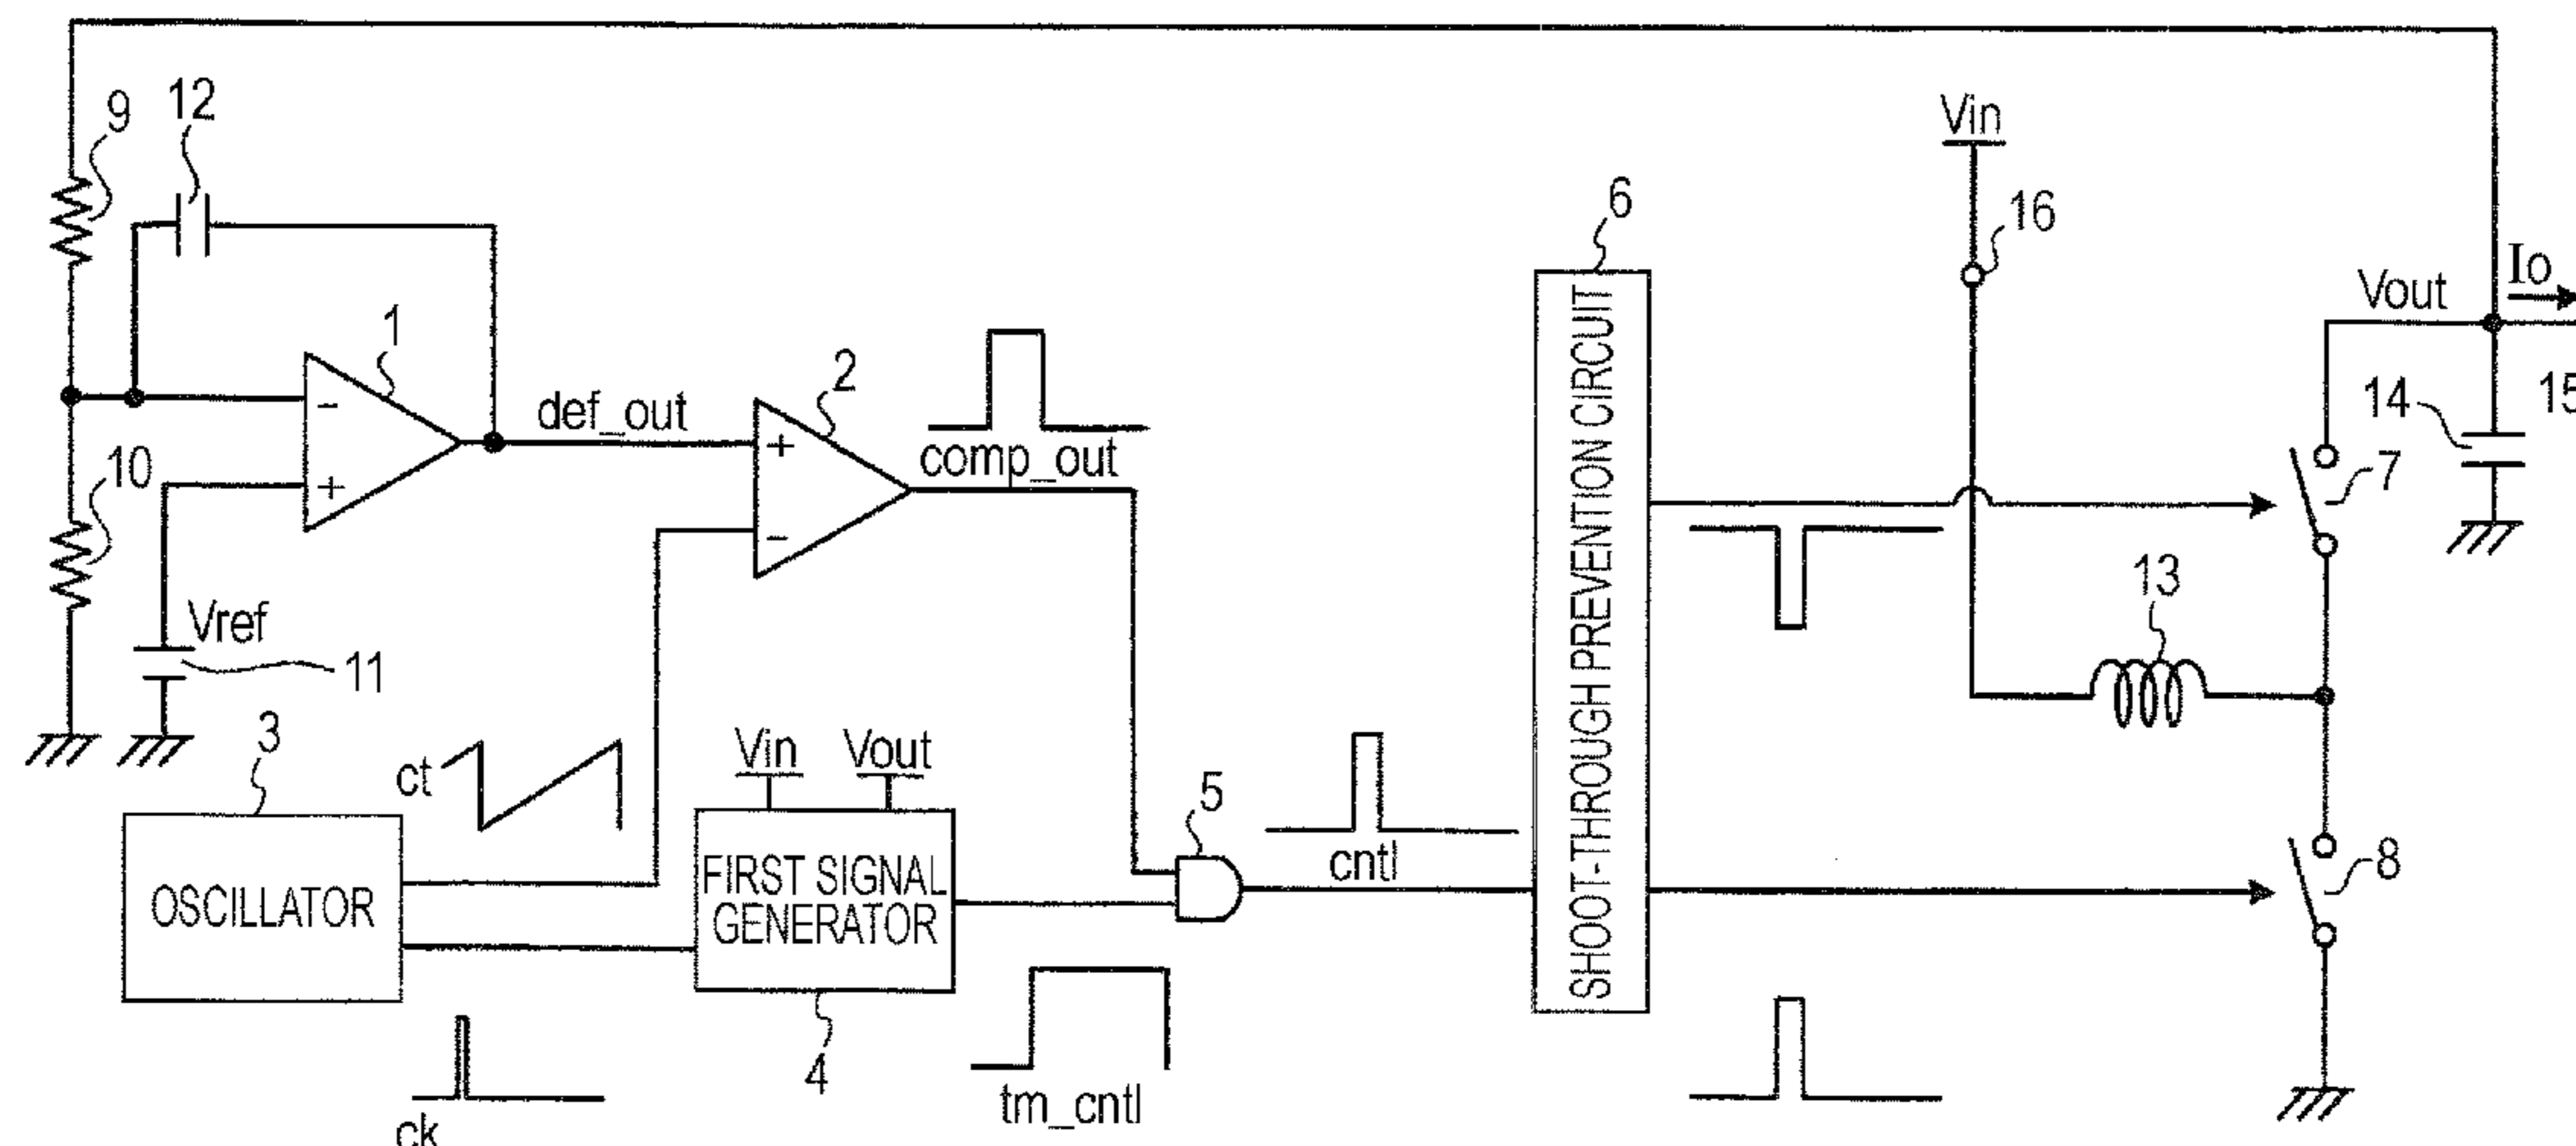 9
12
Vin
6
16
Io
Vout
1
2
def_out
comp_out
14
15
7
10
-
+
+
-
SHOOT-THROUGH PREVENTION CIRCUIT
13
Vref
11
3
ct
Vin
Vout
5
cntl
8
OSCILLATOR
FIRST SIGNAL
GENERATOR
4
tm_cntl
ck